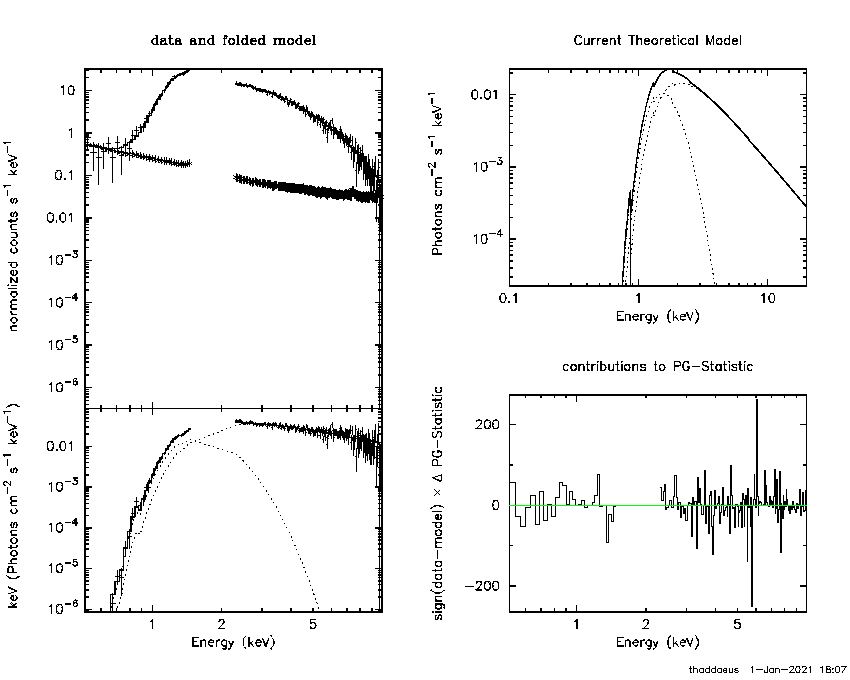 data and folded model
normalized counts s⁻¹ keV⁻¹
10
1
0.1
0.01
10⁻³
10⁻⁴
10⁻⁵
10⁻⁶
keV (Photons cm⁻² s⁻¹ keV⁻¹)
0.01
10⁻³
10⁻⁴
10⁻⁵
10⁻⁶
1 2 5
Energy (keV)
Current Theoretical Model
Photons cm⁻² s⁻¹ keV⁻¹
0.01
10⁻³
10⁻⁴
0.1 1 10
Energy (keV)
contributions to PG-Statistic
sign(data-model) × Δ PG-Statistic
200
0
-200
1 2 5
Energy (keV)
thaddaeus 1-Jan-2021 18:07